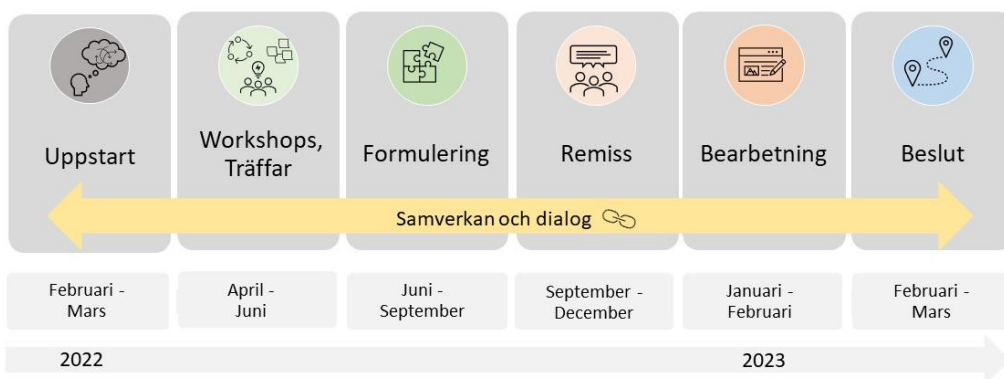 Uppstart
Workshops,
Träffar
Formulering
Remiss
Bearbetning
Beslut
Samverkan och dialog
Februari -
Mars
April -
Juni
Juni -
September
September -
December
Januari -
Februari
Februari -
Mars
2022
2023